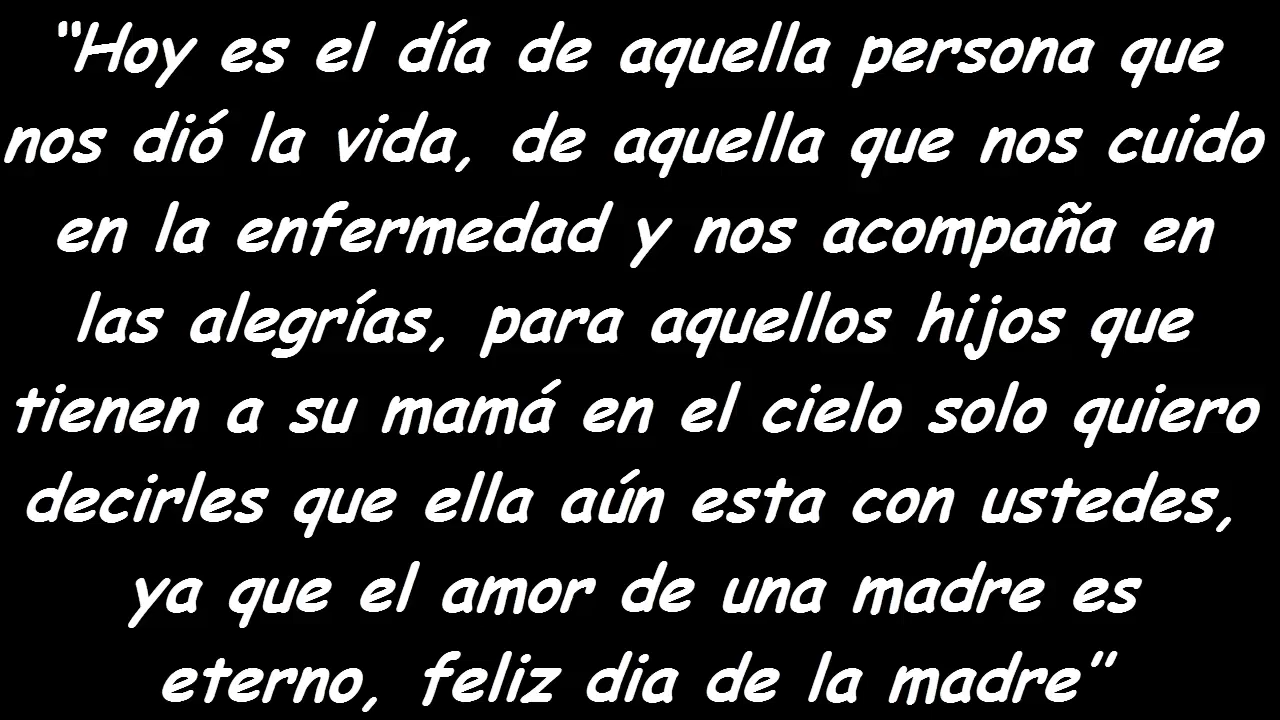 “Hoy es el día de aquella persona que
nos dió la vida, de aquella que nos cuido
en la enfermedad y nos acompaña en
las alegrías, para aquellos hijos que
tienen a su mamá en el cielo solo quiero
decirles que ella aún esta con ustedes,
ya que el amor de una madre es
eterno, feliz dia de la madre”